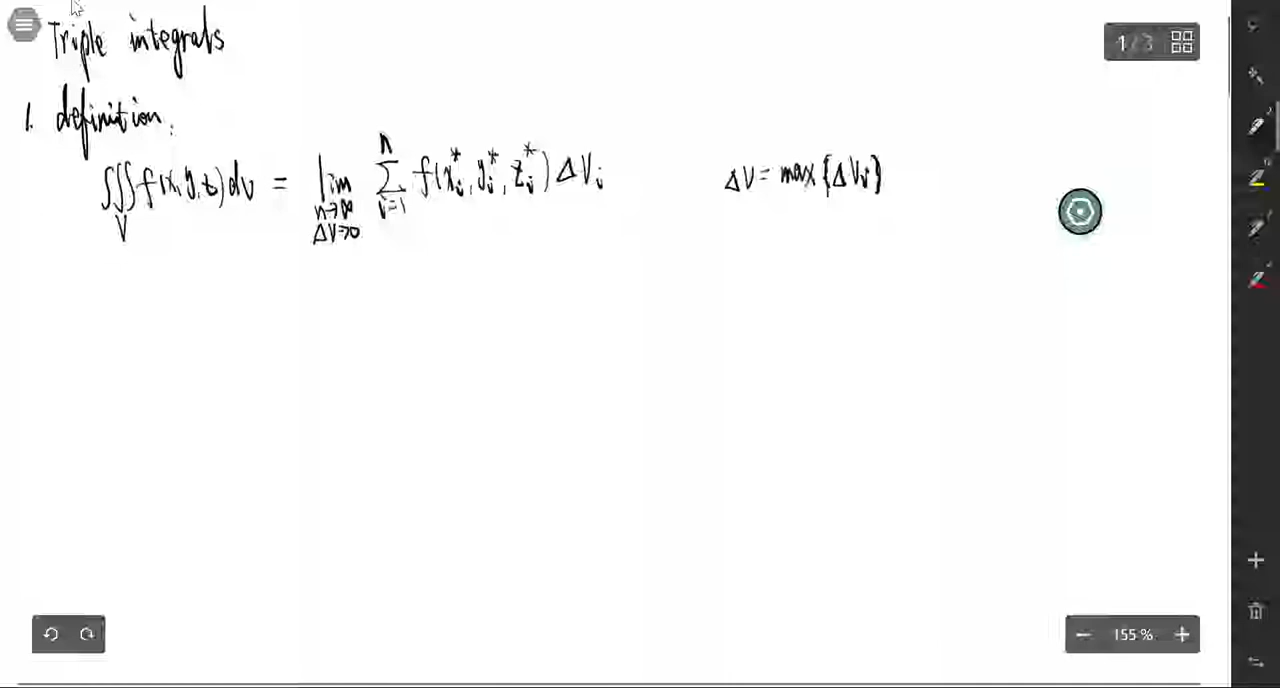 Triple integrals
1 / 3
1. definition.
∭_V f(x,y,z) dv = lim_{n→∞, ΔV→0} ∑_{i=1}^{n} f(x_i^*, y_i^*, z_i^*) ΔV_i    ΔV = max{ΔV_i}
155 %